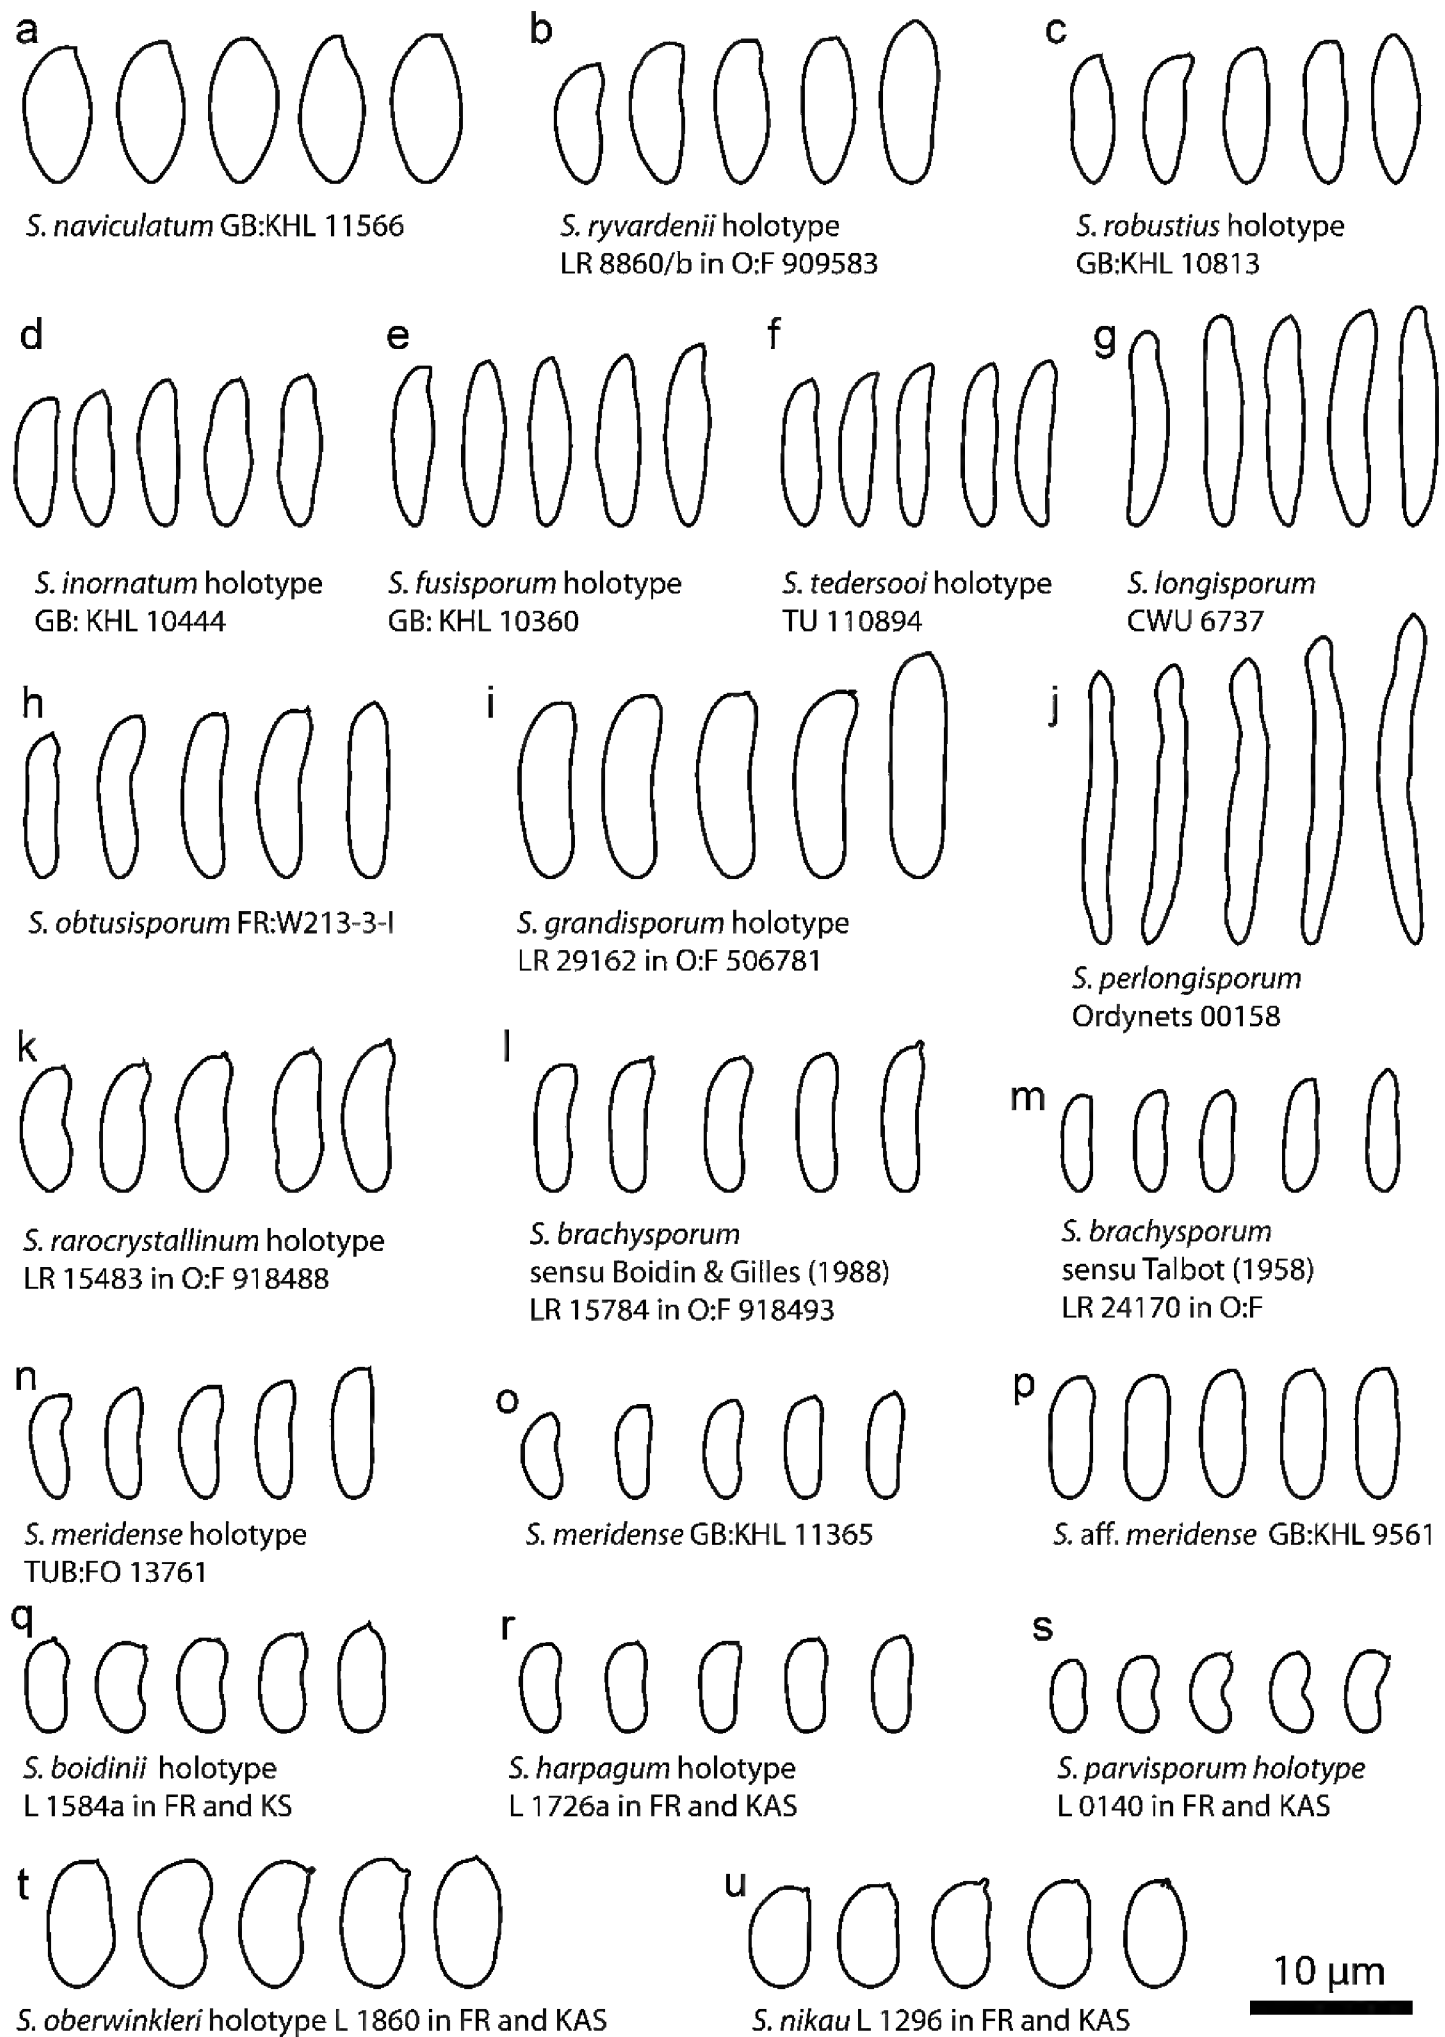 a
b
c
S. naviculatum GB:KHL 11566
S. ryvardenii holotype
LR 8860/b in O:F 909583
S. robustius holotype
GB:KHL 10813
d
e
f
g
S. inornatum holotype
GB: KHL 10444
S. fusisporum holotype
GB: KHL 10360
S. tedersooi holotype
TU 110894
S. longisporum
CWU 6737
h
i
j
S. obtusisporum FR:W213-3-I
S. grandisporum holotype
LR 29162 in O:F 506781
S. perlongisporum
Ordynets 00158
k
l
m
S. rarocrystallinum holotype
LR 15483 in O:F 918488
S. brachysporum
sensu Boidin & Gilles (1988)
LR 15784 in O:F 918493
S. brachysporum
sensu Talbot (1958)
LR 24170 in O:F
n
o
p
S. meridense holotype
TUB:FO 13761
S. meridense GB:KHL 11365
S. aff. meridense GB:KHL 9561
q
r
s
S. boidinii holotype
L 1584a in FR and KS
S. harpagum holotype
L 1726a in FR and KAS
S. parvisporum holotype
L 0140 in FR and KAS
t
u
S. oberwinkleri holotype L 1860 in FR and KAS
S. nikau L 1296 in FR and KAS
10 µm